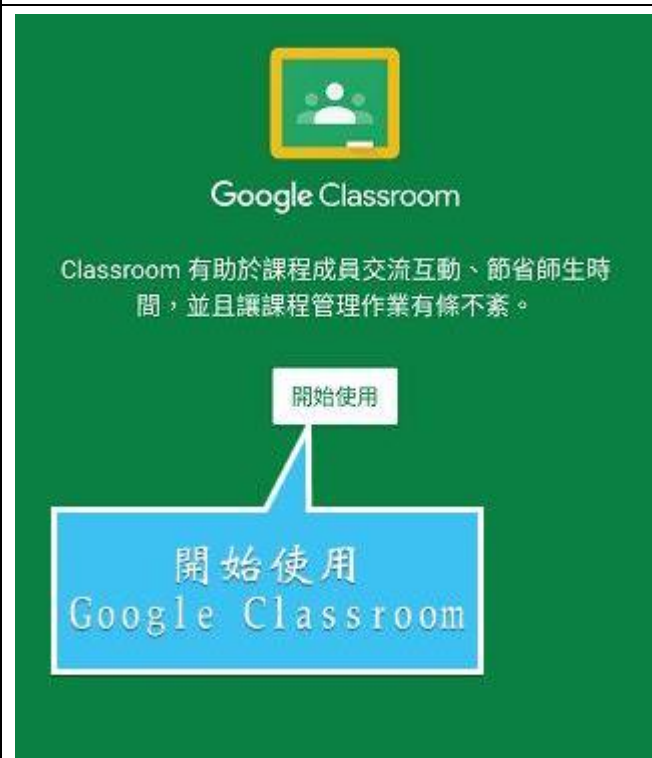 Google Classroom
Classroom 有助於課程成員交流互動、節省師生時
間，並且讓課程管理作業有條不紊。
開始使用
開始使用
Google Classroom